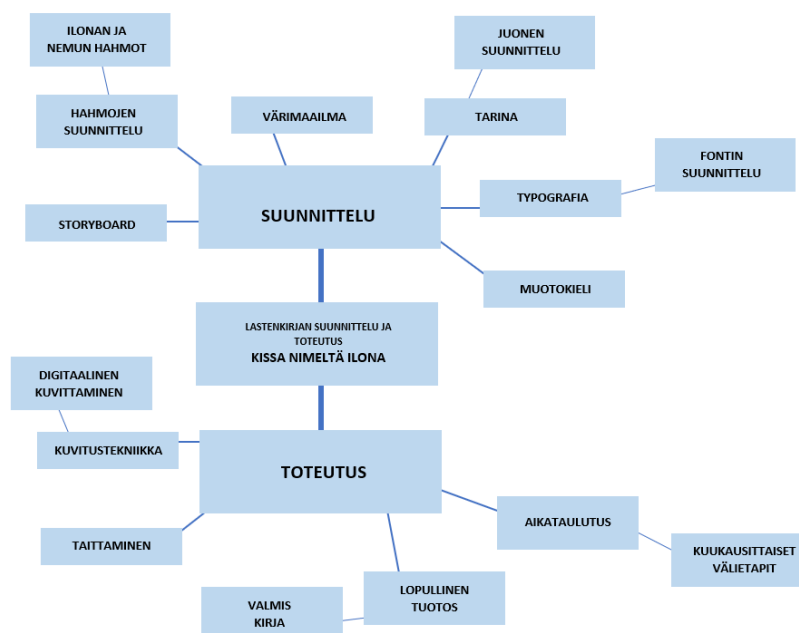 ILONAN JA
NEMUN HAHMOT
JUONEN
SUUNNITTELU
HAHMOJEN
SUUNNITTELU
VÄRIMAAILMA
TARINA
FONTIN
SUUNNITTELU
SUUNNITTELU
TYPOGRAFIA
STORYBOARD
MUOTOKIELI
LASTENKIRJAN SUUNNITTELU JA
TOTEUTUS
KISSA NIMELTÄ ILONA
DIGITAALINEN
KUVITTAMINEN
KUVITUSTEKNIIKKA
TOTEUTUS
AIKATAULUTUS
TAITTAMINEN
KUUKAUSITTAISET
VÄLIETAPIT
LOPULLINEN
TUOTOS
VALMIS
KIRJA